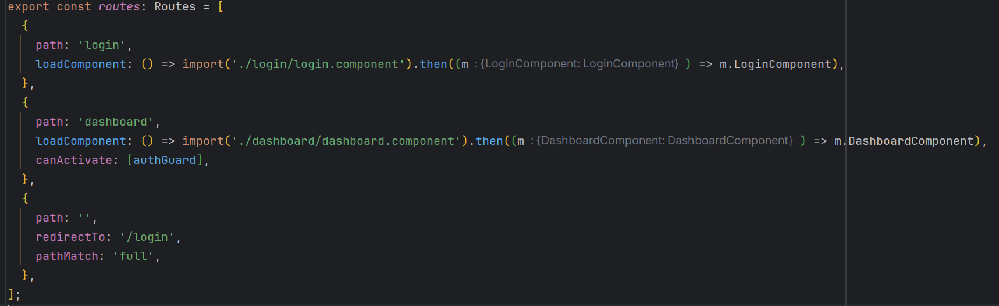 export const routes: Routes = [
  {
    path: 'login',
    loadComponent: () => import('./login/login.component').then((m : {LoginComponent: LoginComponent} ) => m.LoginComponent),
  },
  {
    path: 'dashboard',
    loadComponent: () => import('./dashboard/dashboard.component').then((m : {DashboardComponent: DashboardComponent} ) => m.DashboardComponent),
    canActivate: [authGuard],
  },
  {
    path: '',
    redirectTo: '/login',
    pathMatch: 'full',
  },
];